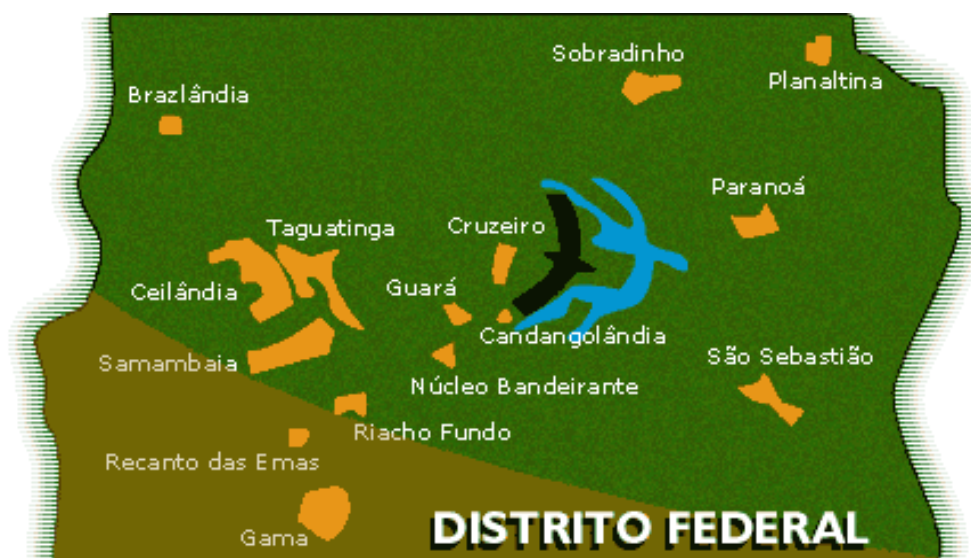 Sobradinho
Planaltina
Brazlândia
Paranoá
Cruzeiro
Taguatinga
Guará
Ceilândia
Candangolândia
São Sebastião
Samambaia
Núcleo Bandeirante
Riacho Fundo
Recanto das Emas
DISTRITO FEDERAL
Gama